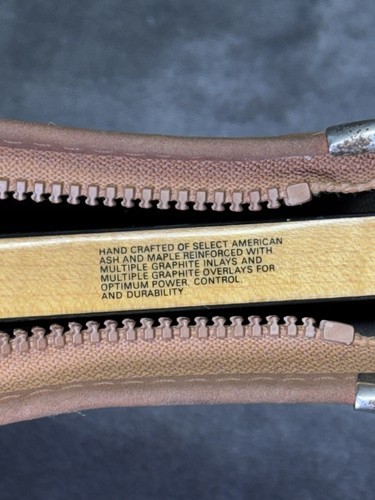 HAND CRAFTED OF SELECT AMERICAN
ASH AND MAPLE REINFORCED WITH
MULTIPLE GRAPHITE INLAYS AND
MULTIPLE GRAPHITE OVERLAYS FOR
OPTIMUM POWER, CONTROL,
AND DURABILITY.